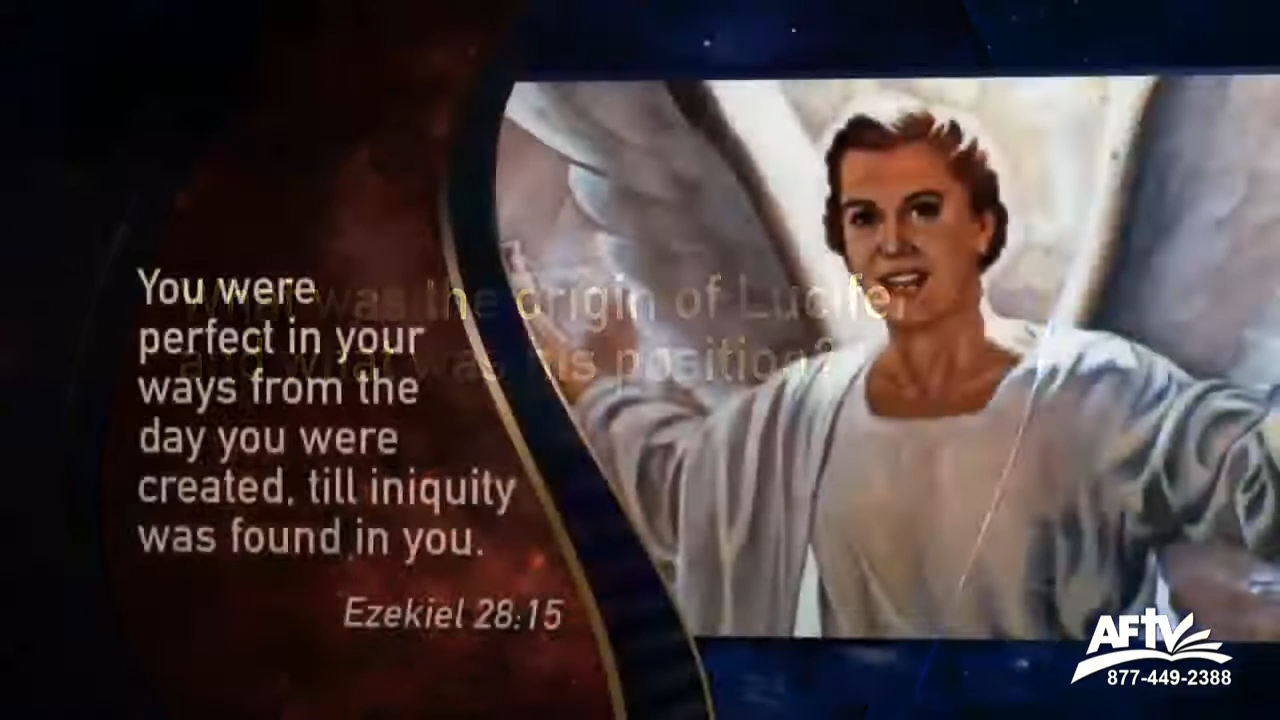 You were
perfect in your
ways from the
day you were
created, till iniquity
was found in you.
Ezekiel 28:15
What was the origin of Lucifer
and what was his position?
AFtv
877-449-2388